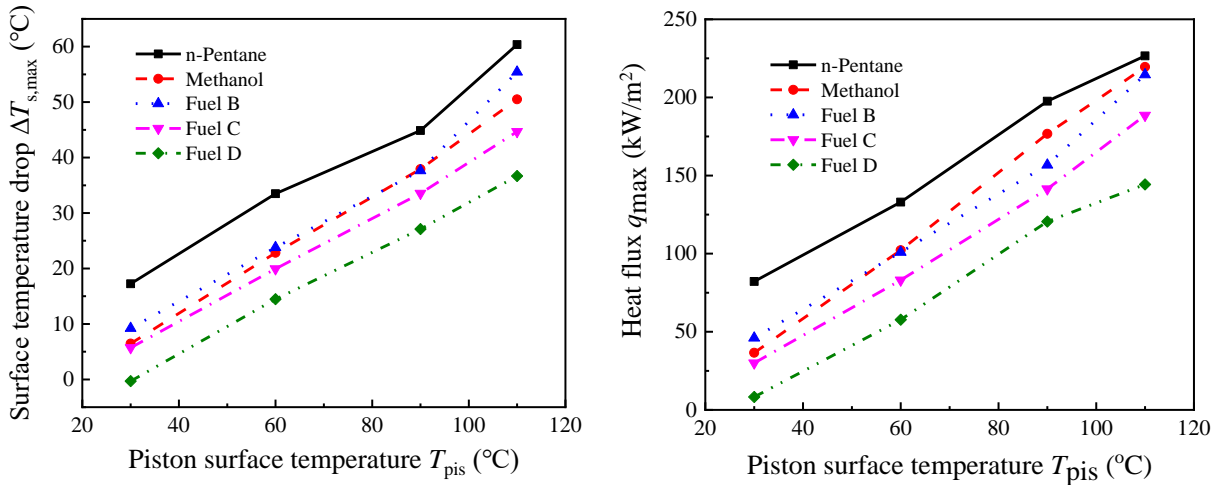 Surface temperature drop ΔTs,max (℃)
60
50
40
30
20
10
0
n-Pentane
Methanol
Fuel B
Fuel C
Fuel D
20 40 60 80 100 120
Piston surface temperature Tpis (℃)
Heat flux qmax (kW/m²)
250
200
150
100
50
0
n-Pentane
Methanol
Fuel B
Fuel C
Fuel D
20 40 60 80 100 120
Piston surface temperature Tpis (°C)